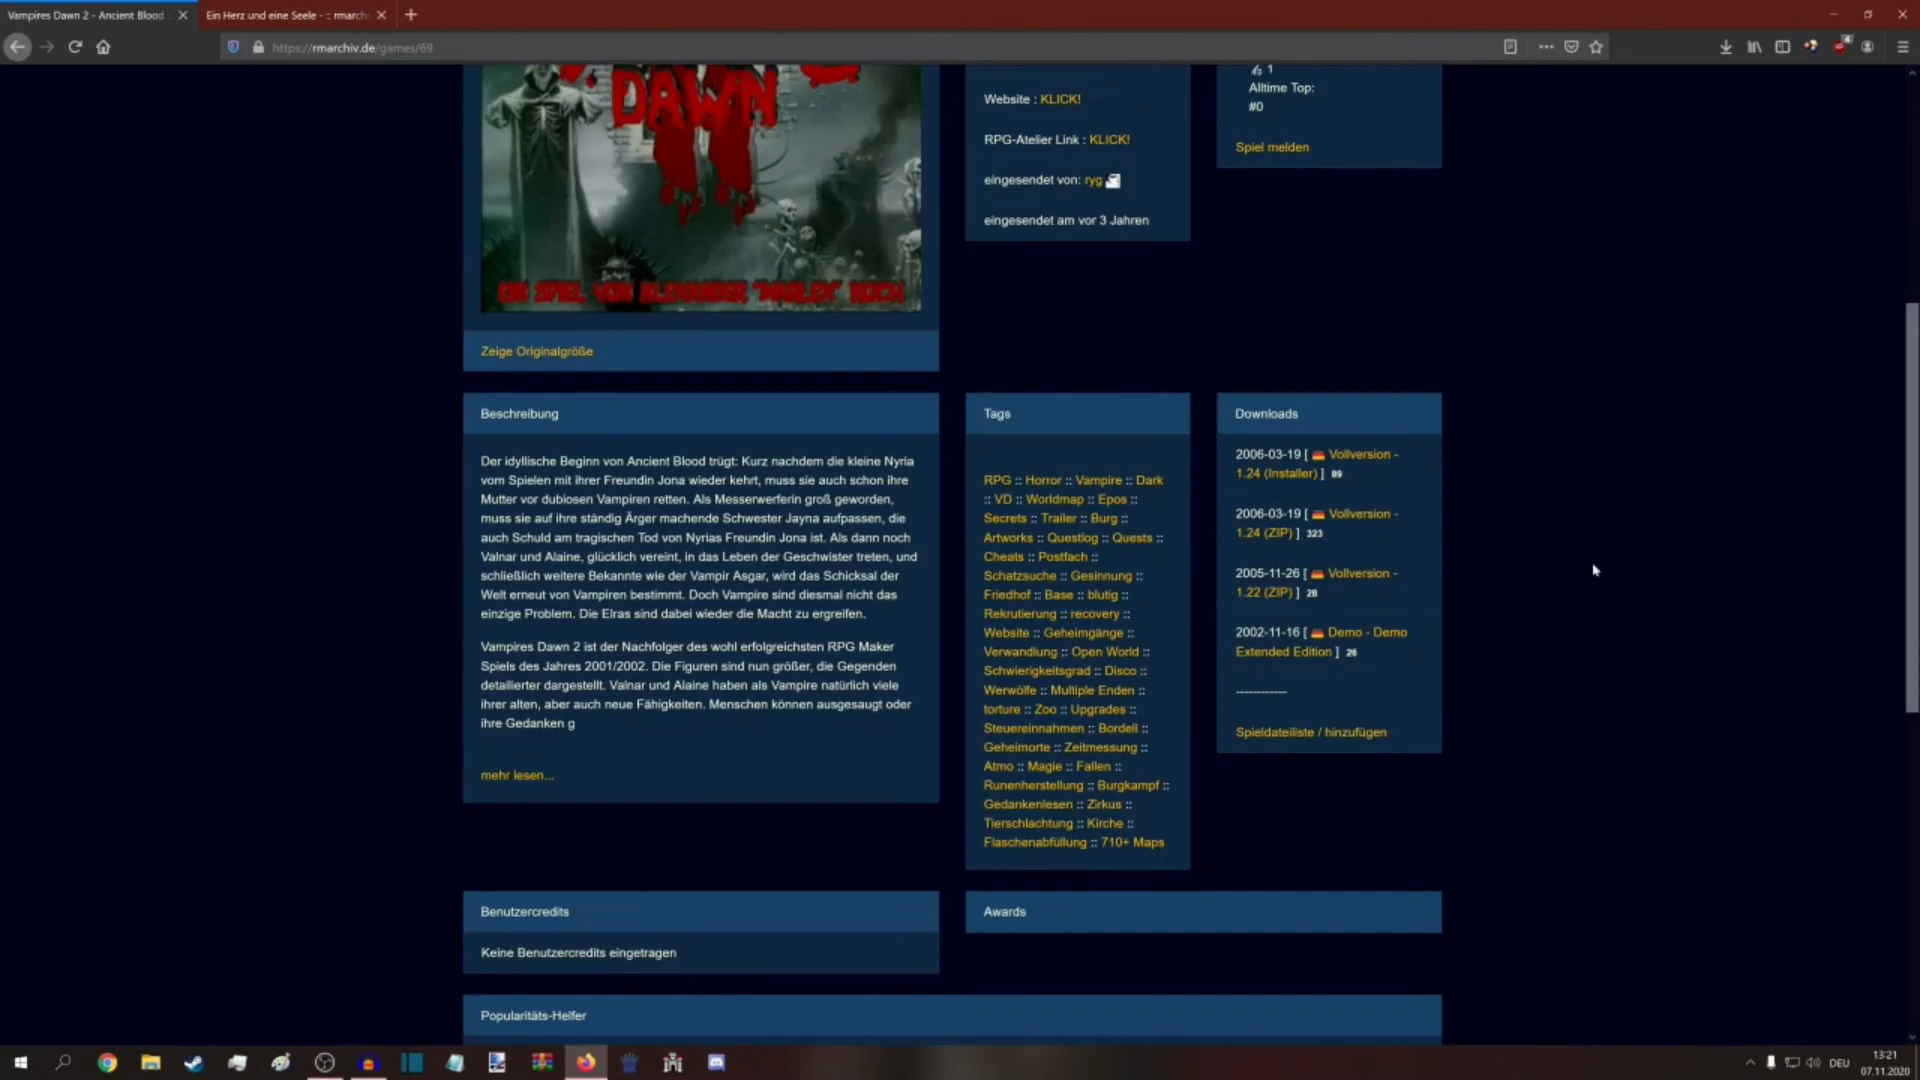 Vampires Dawn 2 - Ancient Blood :
Ein Herz und eine Seele - :: rmarch
https://rmarchiv.de/games/69
4
DAWN
EIN SPIEL VON ALEXANDER "MARLEX" KOCH
Zeige Originalgröße
Website : KLICK!
RPG-Atelier Link : KLICK!
eingesendet von: ryg
eingesendet am vor 3 Jahren
1
Alltime Top:
#0
Spiel melden
Beschreibung
Der idyllische Beginn von Ancient Blood trügt: Kurz nachdem die kleine Nyria
vom Spielen mit ihrer Freundin Jona wieder kehrt, muss sie auch schon ihre
Mutter vor dubiosen Vampiren retten. Als Messerwerferin groß geworden,
muss sie auf ihre ständig Ärger machende Schwester Jayna aufpassen, die
auch Schuld am tragischen Tod von Nyrias Freundin Jona ist. Als dann noch
Valnar und Alaine, glücklich vereint, in das Leben der Geschwister treten, und
schließlich weitere Bekannte wie der Vampir Asgar, wird das Schicksal der
Welt erneut von Vampiren bestimmt. Doch Vampire sind diesmal nicht das
einzige Problem. Die Elras sind dabei wieder die Macht zu ergreifen.
Vampires Dawn 2 ist der Nachfolger des wohl erfolgreichsten RPG Maker
Spiels des Jahres 2001/2002. Die Figuren sind nun größer, die Gegenden
detailierter dargestellt. Valnar und Alaine haben als Vampire natürlich viele
ihrer alten, aber auch neue Fähigkeiten. Menschen können ausgesaugt oder
ihre Gedanken g
mehr lesen...
Tags
RPG :: Horror :: Vampire :: Dark
:: VD :: Worldmap :: Epos ::
Secrets :: Trailer :: Burg ::
Artworks :: Questlog :: Quests ::
Cheats :: Postfach ::
Schatzsuche :: Gesinnung ::
Friedhof :: Base :: blutig ::
Rekrutierung :: recovery ::
Website :: Geheimgänge ::
Verwandlung :: Open World ::
Schwierigkeitsgrad :: Disco ::
Werwölfe :: Multiple Enden ::
torture :: Zoo :: Upgrades ::
Steuereinnahmen :: Bordell ::
Geheimorte :: Zeitmessung ::
Atmo :: Magie :: Fallen ::
Runenherstellung :: Burgkampf ::
Gedankenlesen :: Zirkus ::
Tierschlachtung :: Kirche ::
Flaschenabfüllung :: 710+ Maps
Downloads
2006-03-19 [ Vollversion -
1.24 (Installer) ] 89
2006-03-19 [ Vollversion -
1.24 (ZIP) ] 323
2005-11-26 [ Vollversion -
1.22 (ZIP) ] 28
2002-11-16 [ Demo - Demo
Extended Edition ] 26
------------
Spieldateiliste / hinzufügen
Benutzercredits
Keine Benutzercredits eingetragen
Awards
Popularitäts-Helfer
DEU
13:21
07.11.2020